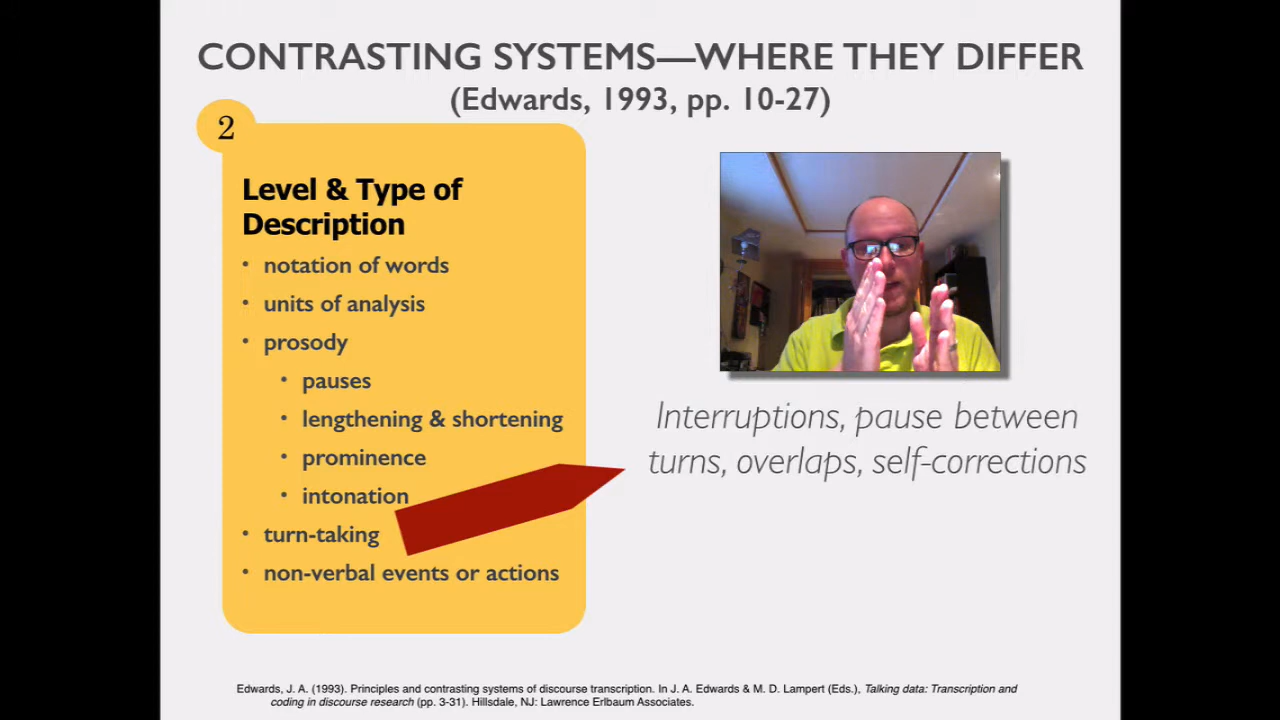 CONTRASTING SYSTEMS—WHERE THEY DIFFER
(Edwards, 1993, pp. 10-27)
2
Level & Type of
Description
• notation of words
• units of analysis
• prosody
• pauses
• lengthening & shortening
• prominence
• intonation
• turn-taking
• non-verbal events or actions
Interruptions, pause between
turns, overlaps, self-corrections
Edwards, J. A. (1993). Principles and contrasting systems of discourse transcription. In J. A. Edwards & M. D. Lampert (Eds.), Talking data: Transcription and
coding in discourse research (pp. 3-31). Hillsdale, NJ: Lawrence Erlbaum Associates.